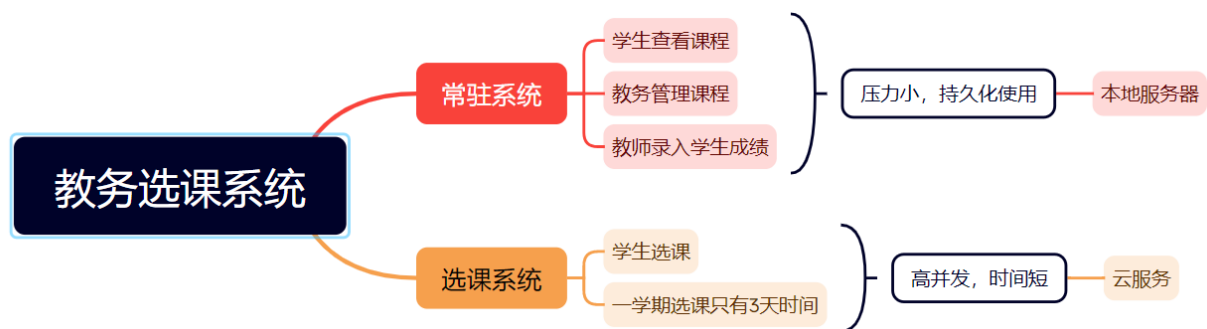 教务选课系统
常驻系统
学生查看课程
教务管理课程
教师录入学生成绩
压力小，持久化使用
本地服务器
选课系统
学生选课
一学期选课只有3天时间
高并发，时间短
云服务